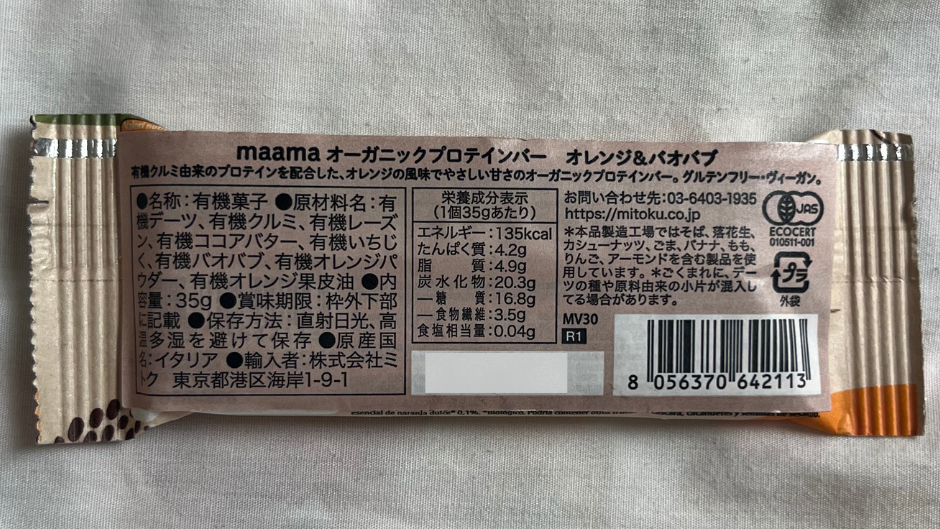 maama オーガニックプロテインバー　オレンジ&バオバブ
有機クルミ由来のプロテインを配合した、オレンジの風味でやさしい甘さのオーガニックプロテインバー。グルテンフリー・ヴィーガン。
●名称：有機菓子 ●原材料名：有
機デーツ、有機クルミ、有機レーズ
ン、有機ココアバター、有機いちじ
く、有機バオバブ、有機オレンジパ
ウダー、有機オレンジ果皮油 ●内
容量：35g ●賞味期限：枠外下部
に記載 ●保存方法：直射日光、高
温多湿を避けて保存 ●原産国
名：イタリア ●輸入者：株式会社ミト
ク 東京都港区海岸1-9-1
栄養成分表示
(1個35gあたり)
エネルギー：135kcal
たんぱく質：4.2g
脂　　質：4.9g
炭水化物：20.3g
―糖　　質：16.8g
―食物繊維：3.5g
食塩相当量：0.04g
お問い合わせ先：03-6403-1935
https://mitoku.co.jp
*本品製造工場ではそば、落花生、
カシューナッツ、ごま、バナナ、もも、
りんご、アーモンドを含む製品を使
用しています。*ごくまれに、デー
ツの種や原料由来の小片が混入し
てる場合があります。
MV30
R1
JAS
ECOCERT
010511-001
プラ
外袋
8 056370 642113
esencial de naranja dulce* 0,1%. *Biológico. Podría contener otros
cáscara, cacahuetes y semillas de sésamo.